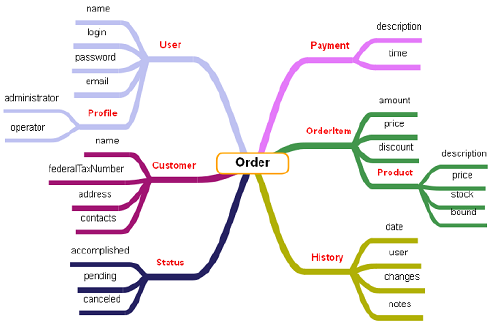 name
login
password
email
User
administrator
operator
Profile
name
federalTaxNumber
address
contacts
Customer
accomplished
pending
canceled
Status
Order
Payment
description
time
OrderItem
amount
price
discount
Product
description
price
stock
bound
History
date
user
changes
notes